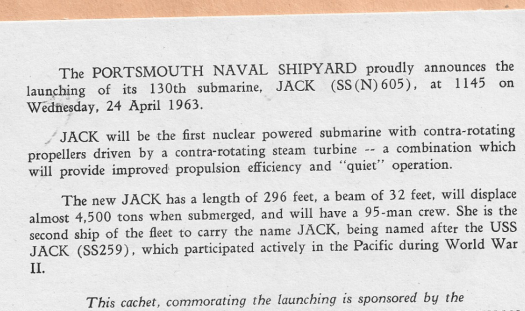 The PORTSMOUTH NAVAL SHIPYARD proudly announces the
launching of its 130th submarine, JACK (SS(N)605), at 1145 on
Wednesday, 24 April 1963.
JACK will be the first nuclear powered submarine with contra-rotating
propellers driven by a contra-rotating steam turbine -- a combination which
will provide improved propulsion efficiency and "quiet" operation.
The new JACK has a length of 296 feet, a beam of 32 feet, will displace
almost 4,500 tons when submerged, and will have a 95-man crew. She is the
second ship of the fleet to carry the name JACK, being named after the USS
JACK (SS259), which participated actively in the Pacific during World War
II.
This cachet, commorating the launching is sponsored by the